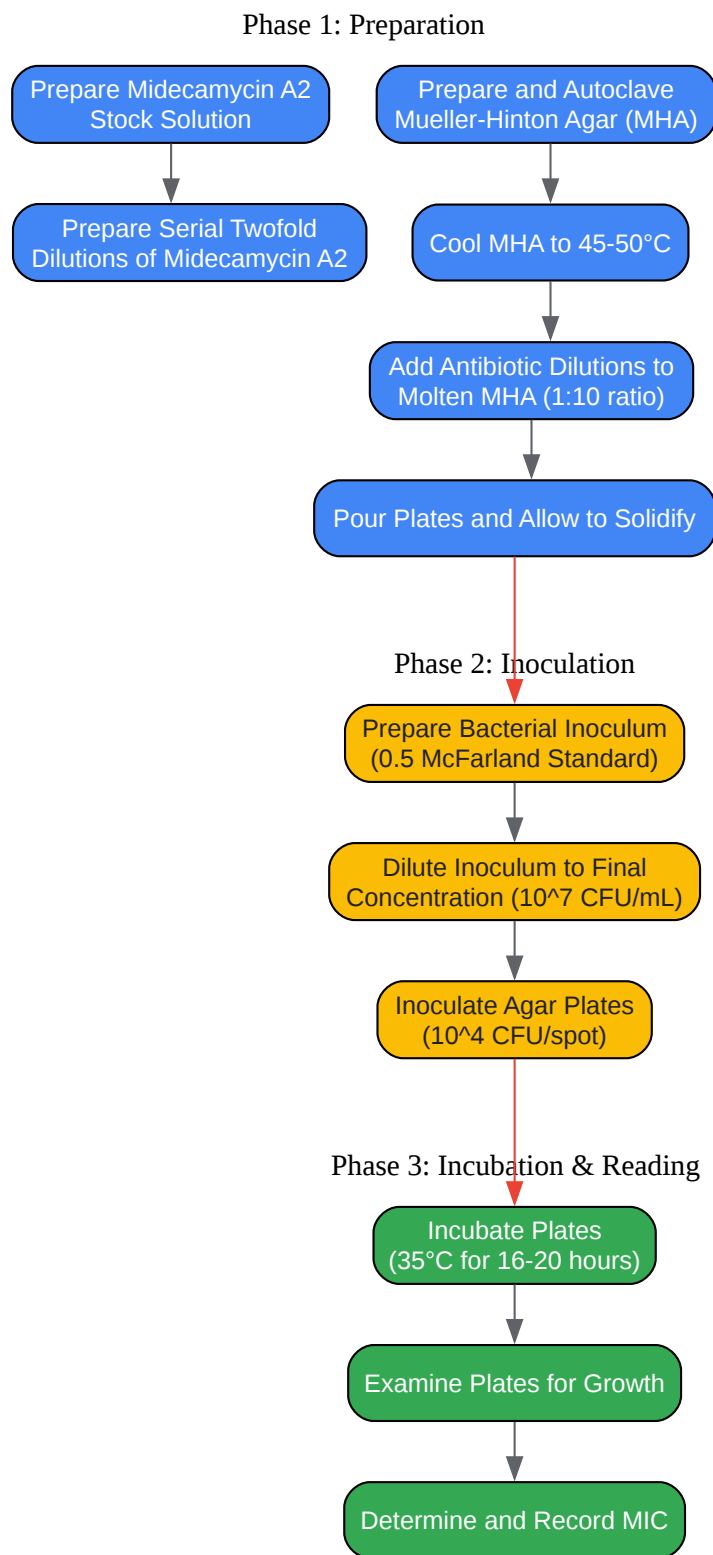 Phase 1: Preparation
Prepare Midecamycin A2
Stock Solution
Prepare and Autoclave
Mueller-Hinton Agar (MHA)
Prepare Serial Twofold
Dilutions of Midecamycin A2
Cool MHA to 45-50°C
Add Antibiotic Dilutions to
Molten MHA (1:10 ratio)
Pour Plates and Allow to Solidify
Phase 2: Inoculation
Prepare Bacterial Inoculum
(0.5 McFarland Standard)
Dilute Inoculum to Final
Concentration (10^7 CFU/mL)
Inoculate Agar Plates
(10^4 CFU/spot)
Phase 3: Incubation & Reading
Incubate Plates
(35°C for 16-20 hours)
Examine Plates for Growth
Determine and Record MIC